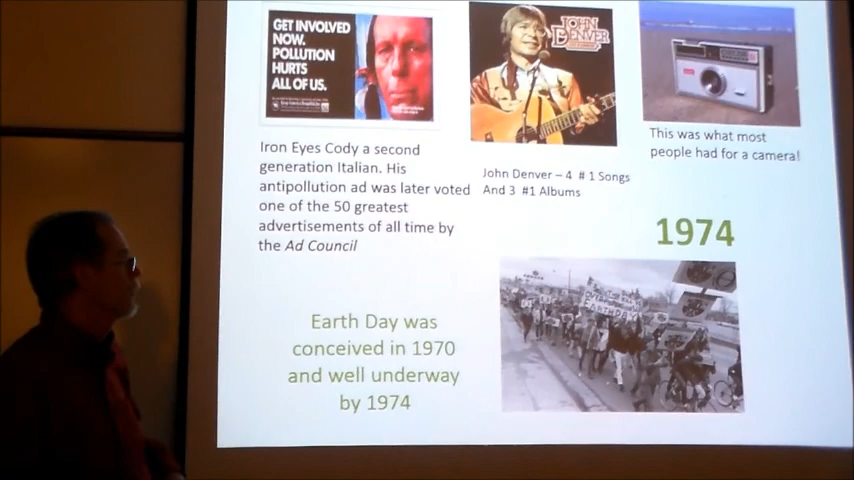 GET INVOLVED
NOW.
POLLUTION
HURTS
ALL OF US.
JOHN
DENVER
Iron Eyes Cody a second
generation Italian. His
antipollution ad was later voted
one of the 50 greatest
advertisements of all time by
the Ad Council
John Denver – 4 # 1 Songs
And 3 #1 Albums
This was what most
people had for a camera!
1974
Earth Day was
conceived in 1970
and well underway
by 1974